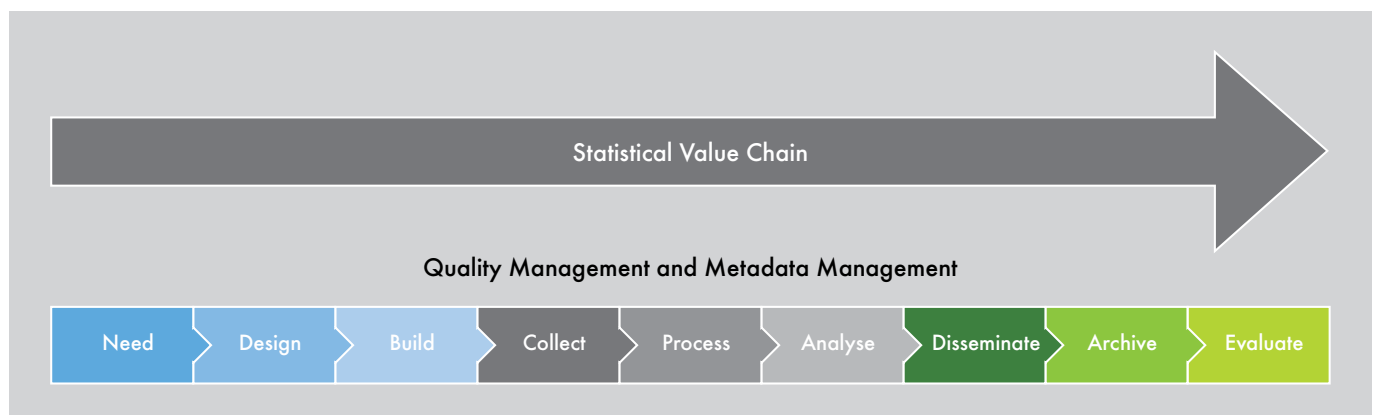 Statistical Value Chain
Quality Management and Metadata Management
Need
Design
Build
Collect
Process
Analyse
Disseminate
Archive
Evaluate